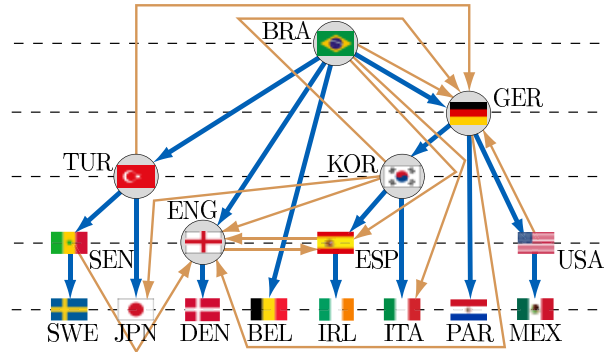 BRA
GER
TUR KOR
ENG
SEN ESP USA
SWE JPN DEN BEL IRL ITA PAR MEX